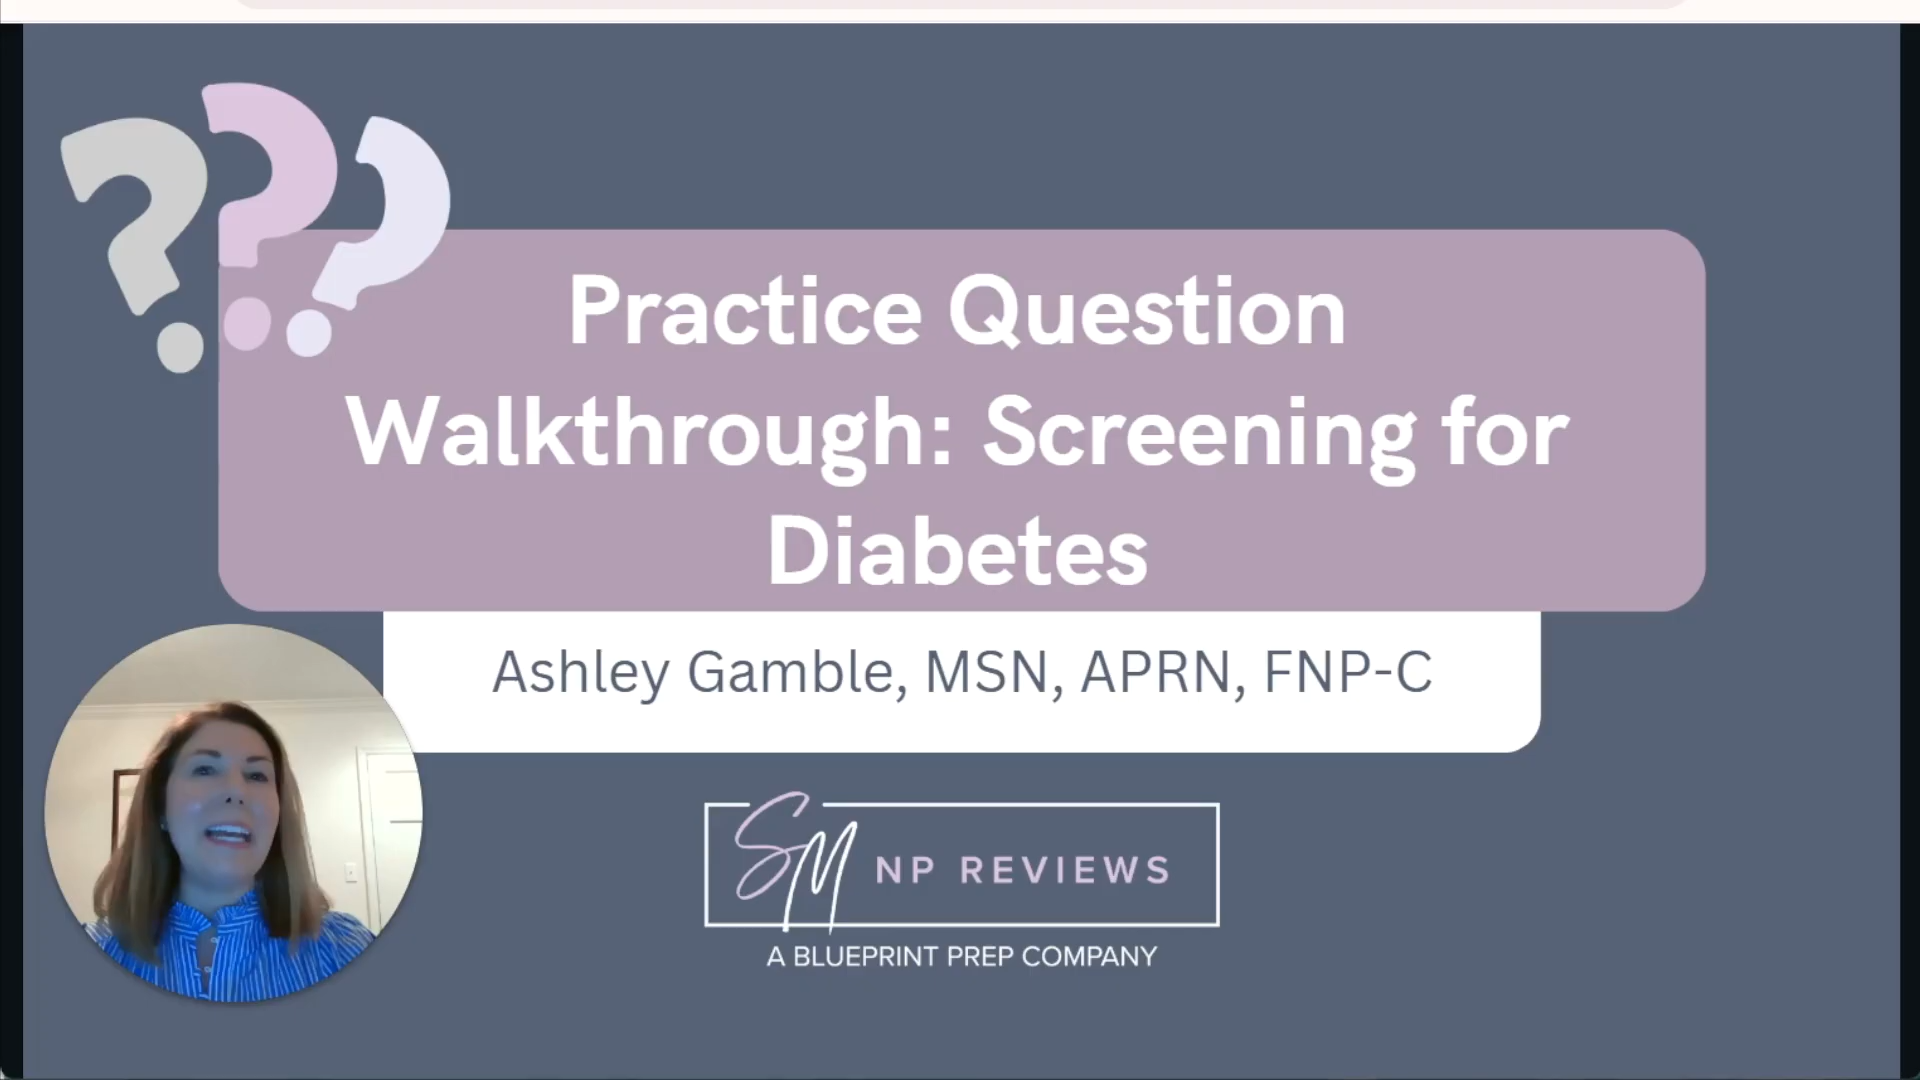 Practice Question
Walkthrough: Screening for
Diabetes
Ashley Gamble, MSN, APRN, FNP-C
SM NP REVIEWS
A BLUEPRINT PREP COMPANY